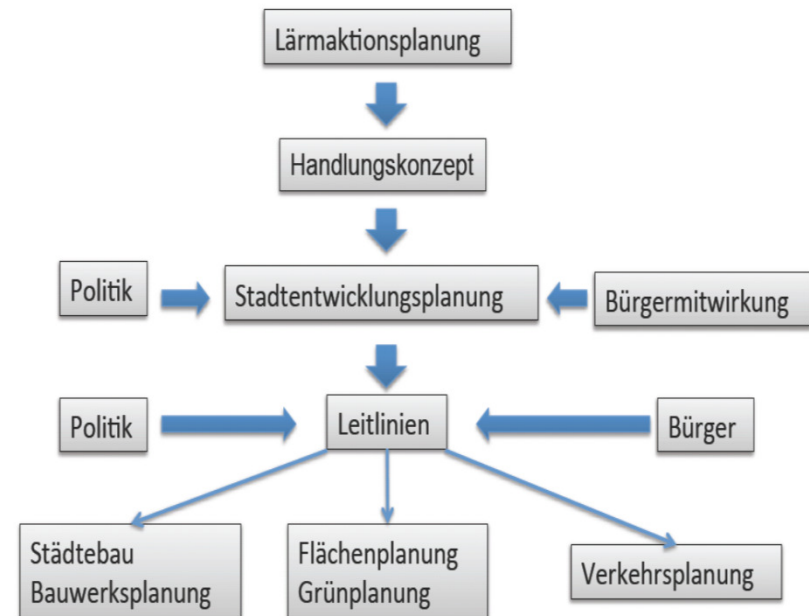 Lärmaktionsplanung
Handlungskonzept
Politik
Stadtentwicklungsplanung
Bürgermitwirkung
Politik
Leitlinien
Bürger
Städtebau
Bauwerksplanung
Flächenplanung
Grünplanung
Verkehrsplanung